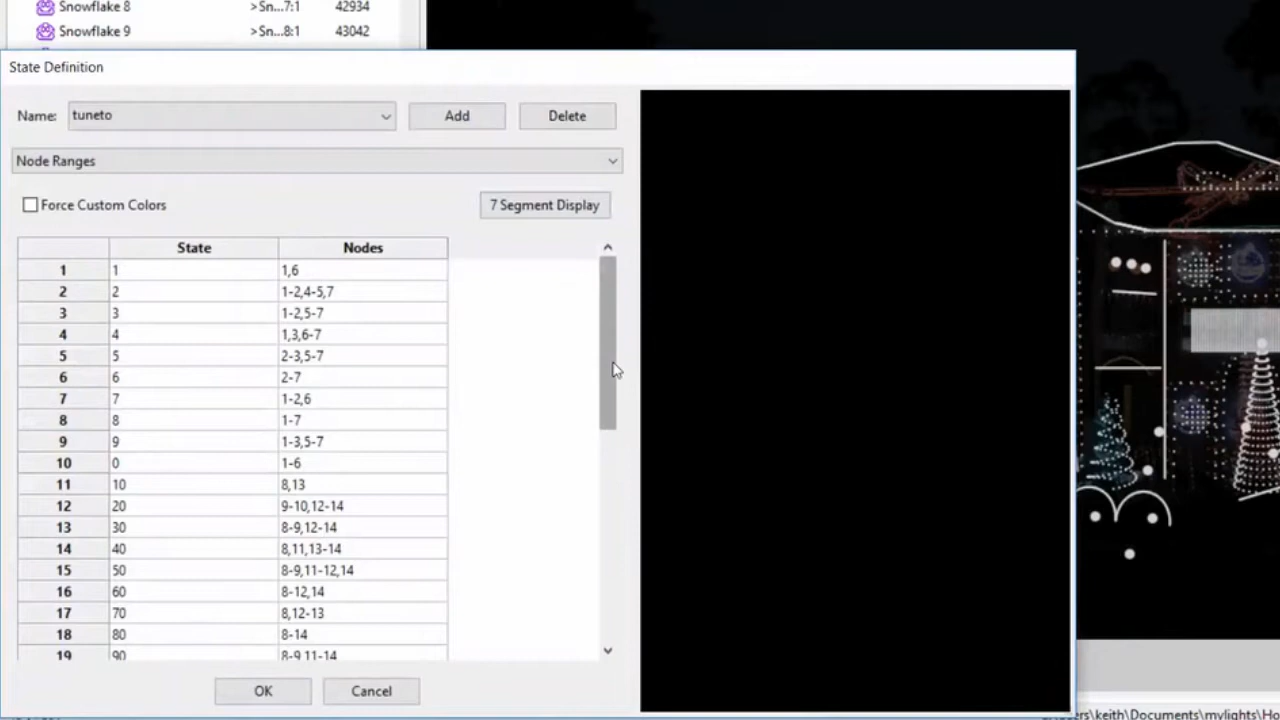 Snowflake 8 >Sn...7:1 42934
Snowflake 9 >Sn...8:1 43042
State Definition
Name: tuneto Add Delete
Node Ranges
Force Custom Colors 7 Segment Display
State Nodes
1 1 1,6
2 2 1-2,4-5,7
3 3 1-2,5-7
4 4 1,3,6-7
5 5 2-3,5-7
6 6 2-7
7 7 1-2,6
8 8 1-7
9 9 1-3,5-7
10 0 1-6
11 10 8,13
12 20 9-10,12-14
13 30 8-9,12-14
14 40 8,11,13-14
15 50 8-9,11-12,14
16 60 8-12,14
17 70 8,12-13
18 80 8-14
19 90 8-9,11-14
OK Cancel
ers\keith\Documents\mylights\Ho